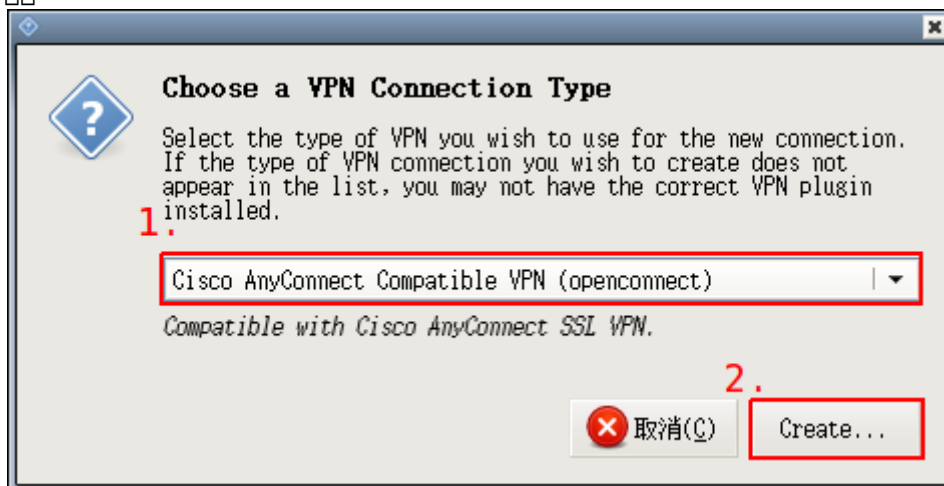 Choose a VPN Connection Type
Select the type of VPN you wish to use for the new connection.
If the type of VPN connection you wish to create does not
appear in the list, you may not have the correct VPN plugin
installed.
1.
Cisco AnyConnect Compatible VPN (openconnect)
Compatible with Cisco AnyConnect SSL VPN.
2.
取消(C) Create...